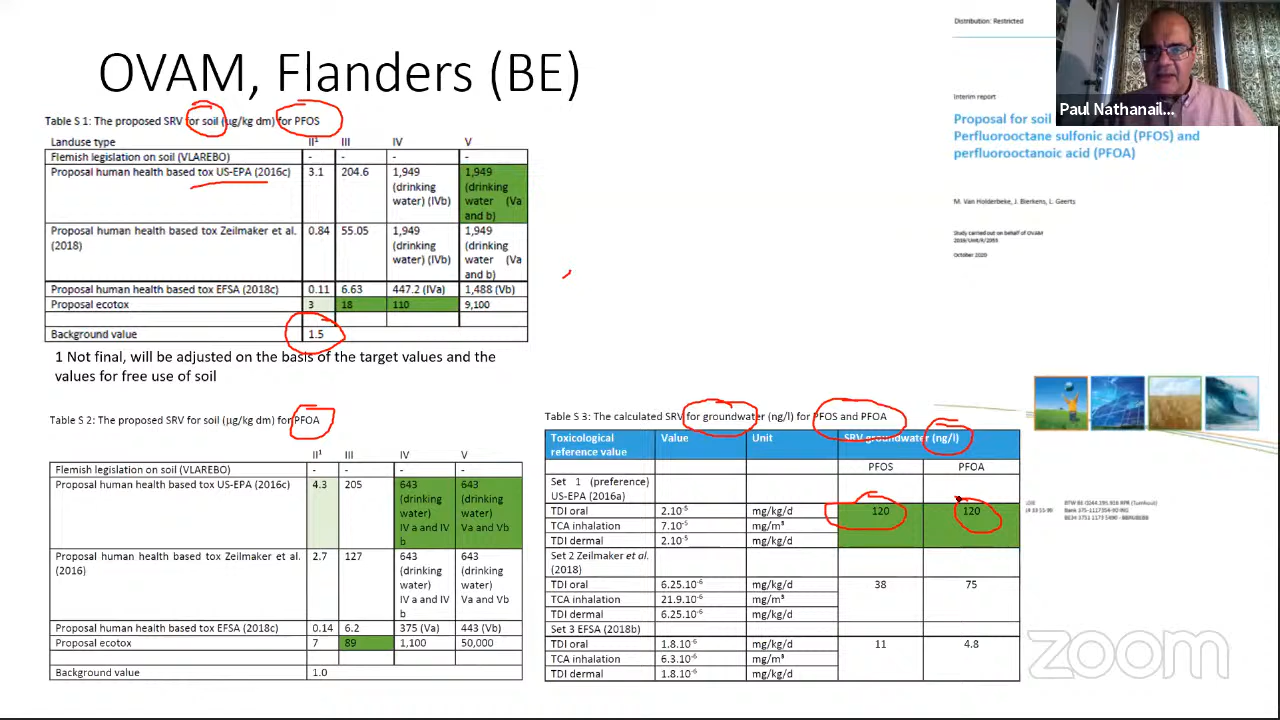 OVAM, Flanders (BE)
Distribution: Restricted
Interim report
Proposal for soil
Perfluorooctane sulfonic acid (PFOS) and
perfluorooctanoic acid (PFOA)
M. Van Holderbeke, J. Bierkens, L. Geerts
Study carried out on behalf of OVAM
October 2020
Paul Nathanail...
Table S 1: The proposed SRV for soil (µg/kg dm) for PFOS
Landuse type II¹ III IV V
Flemish legislation on soil (VLAREBO) - - - -
Proposal human health based tox US-EPA (2016c) 3.1 204.6 1,949 1,949
(drinking (drinking
water) (IVb) water (Va
and b)
Proposal human health based tox Zeilmaker et al. 0.84 55.05 1,949 1,949
(2018) (drinking (drinking
water) (IVb) water (Va
and b)
Proposal human health based tox EFSA (2018c) 0.11 6.63 447.2 (IVa) 1,488 (Vb)
Proposal ecotox 3 18 110 9,100
Background value 1.5
1 Not final, will be adjusted on the basis of the target values and the
values for free use of soil
Table S 2: The proposed SRV for soil (µg/kg dm) for PFOA
II¹ III IV V
Flemish legislation on soil (VLAREBO) - - - -
Proposal human health based tox US-EPA (2016c) 4.3 205 643 643
(drinking (drinking
water) water)
Va and IV Va and Vb
b
Proposal human health based tox Zeilmaker et al. 2.7 127 643 643
(2016) (drinking (drinking
water) water)
IV a and IV Va and Vb
b
Proposal human health based tox EFSA (2018c) 0.14 6.2 375 (Va) 443 (Vb)
Proposal ecotox 7 89 1,100 50,000
Background value 1.0
Table S 3: The calculated SRV for groundwater (ng/l) for PFOS and PFOA
Toxicological Value Unit SRV groundwater (ng/l)
reference value
PFOS PFOA
Set 1 (preference)
US-EPA (2016a)
TDI oral 2.10⁻⁵ mg/kg/d 120 120
TCA inhalation 7.10⁻⁵ mg/m³
TDI dermal 2.10⁻⁵ mg/kg/d
Set 2 Zeilmaker et al.
(2018)
TDI oral 6.25.10⁻⁶ mg/kg/d 38 75
TCA inhalation 21.9.10⁻⁶ mg/m³
TDI dermal 6.25.10⁻⁶ mg/kg/d
Set 3 EFSA (2018b)
TDI oral 1.8.10⁻⁶ mg/kg/d 11 4.8
TCA inhalation 6.3.10⁻⁶ mg/m³
TDI dermal 1.8.10⁻⁶ mg/kg/d
zoom